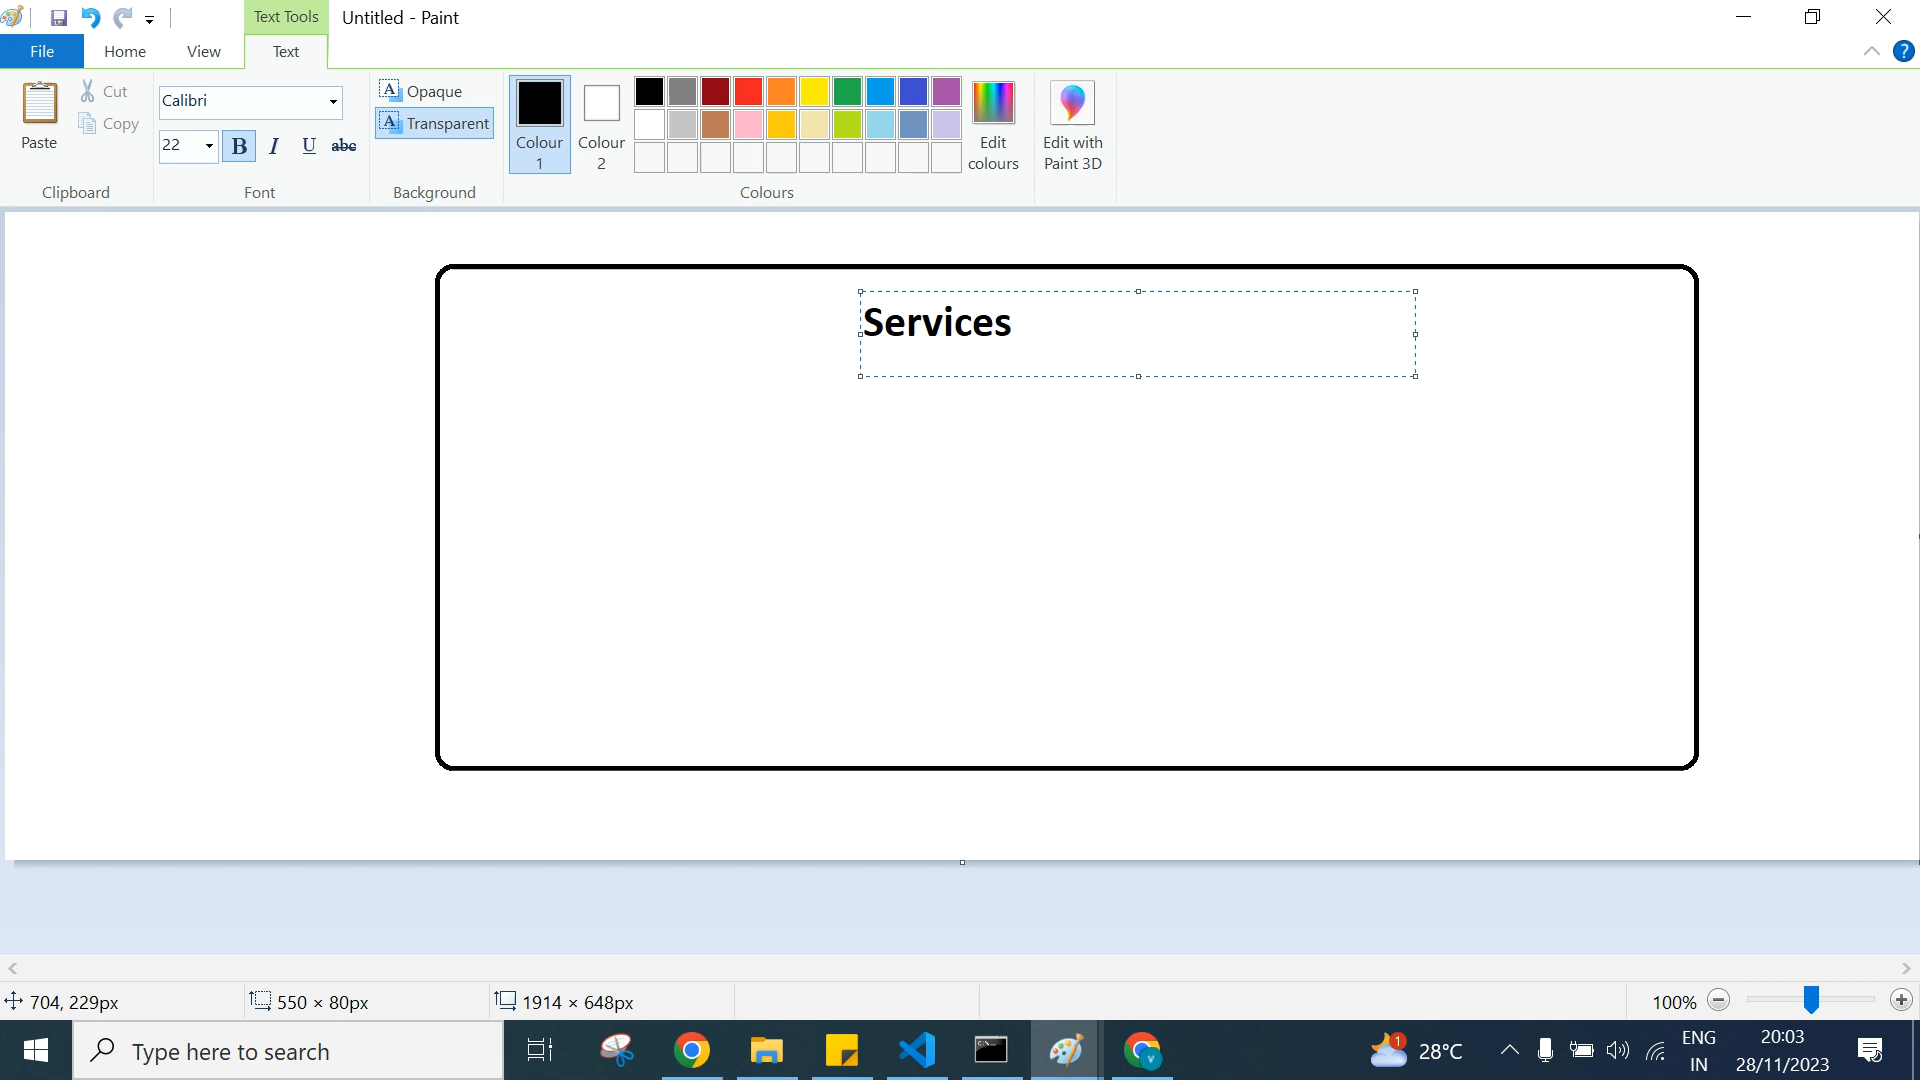 Text Tools
Untitled - Paint
File
Home
View
Text
?
Paste
Cut
Copy
Clipboard
Calibri
22
B
I
U
abc
Font
A Opaque
A Transparent
Background
Colour 1
Colour 2
Colours
Edit colours
Edit with Paint 3D
Services
704, 229px
550 × 80px
1914 × 648px
100%
Type here to search
V
1
28°C
ENG
IN
20:03
28/11/2023